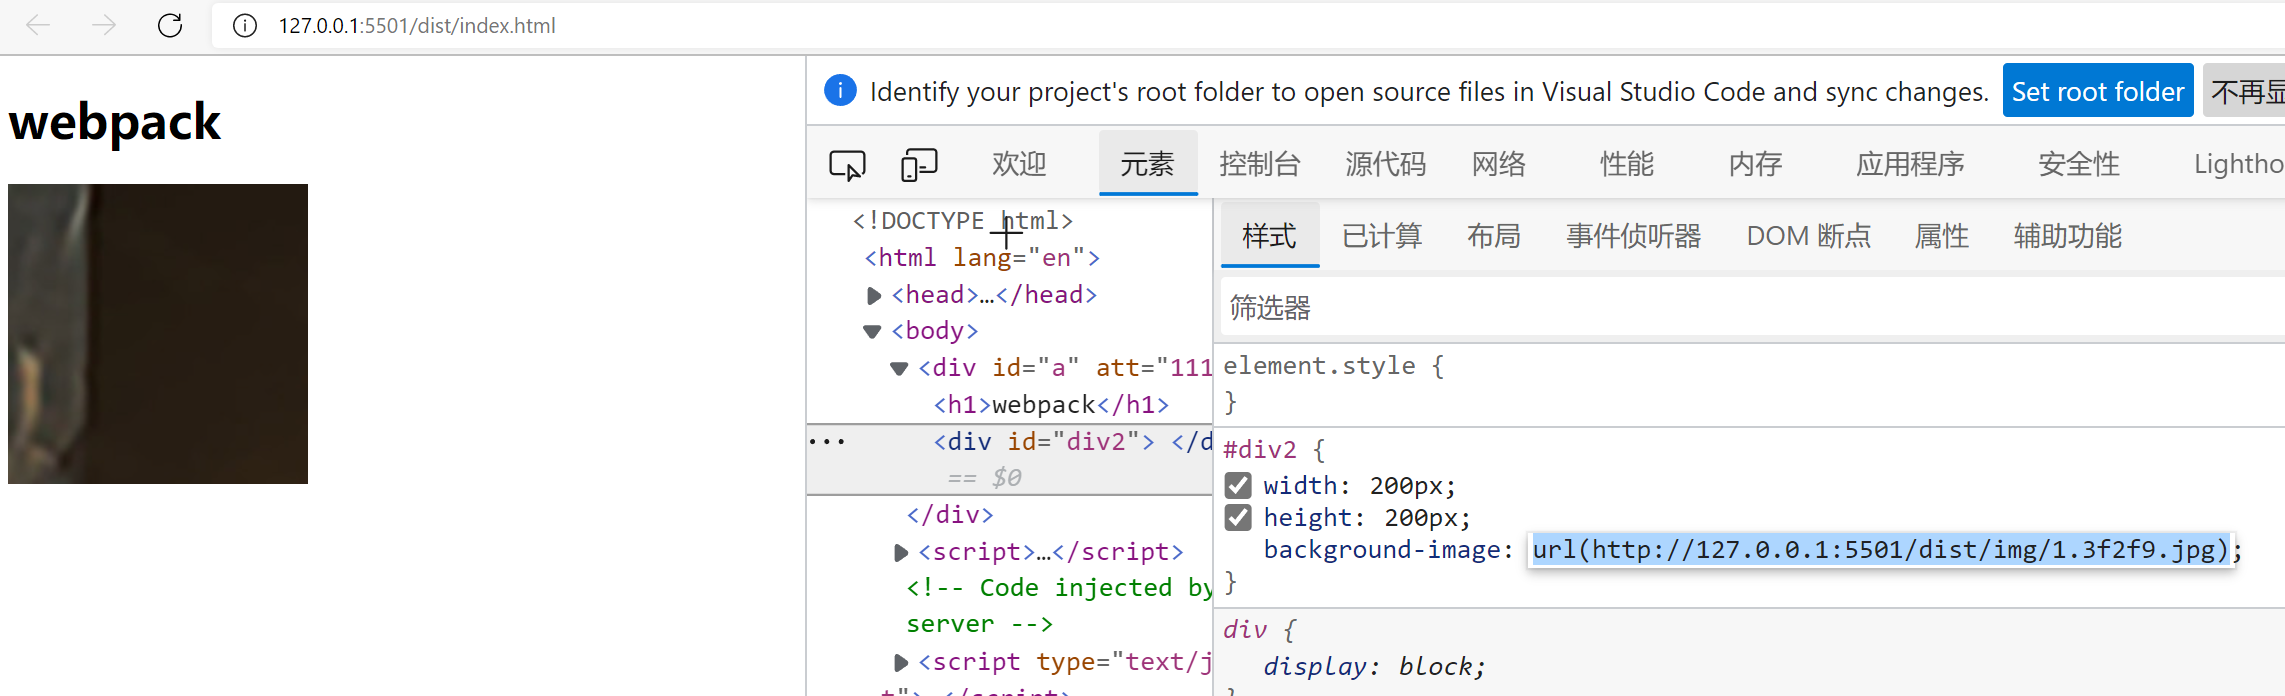 127.0.0.1:5501/dist/index.html
webpack
Identify your project's root folder to open source files in Visual Studio Code and sync changes.
Set root folder
不再显
欢迎 元素 控制台 源代码 网络 性能 内存 应用程序 安全性 Lightho
<!DOCTYPE html>
<html lang="en">
<head>…</head>
<body>
<div id="a" att="111
<h1>webpack</h1>
<div id="div2"> </d
== $0
</div>
<script>…</script>
<!-- Code injected by
server -->
<script type="text/j
t"> </script>
样式 已计算 布局 事件侦听器 DOM 断点 属性 辅助功能
筛选器
element.style {
}
#div2 {
width: 200px;
height: 200px;
background-image: url(http://127.0.0.1:5501/dist/img/1.3f2f9.jpg);
}
div {
display: block;
}